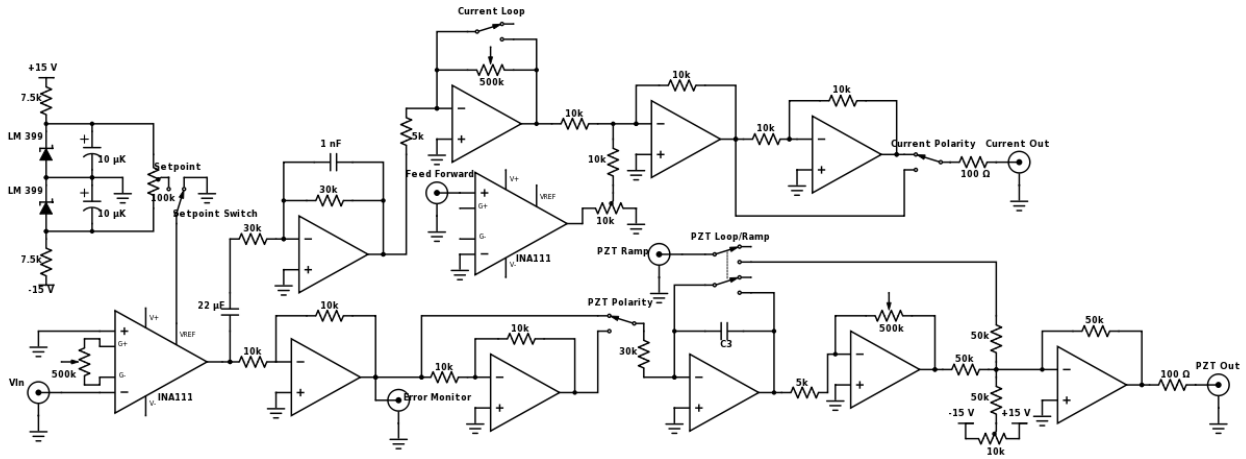 Current Loop
500k
+15 V
7.5k
LM 399
10 µK
LM 399
10 µK
7.5k
-15 V
Setpoint
100k
Setpoint Switch
1 nF
30k
30k
22 µF
5k
Feed Forward
V+
G+
G-
V-
VREF
INA111
10k
10k
10k
10k
10k
10k
Current Polarity
100 Ω
Current Out
PZT Ramp
PZT Loop/Ramp
V+
G+
G-
V-
VREF
INA111
500k
VIn
10k
10k
Error Monitor
10k
10k
PZT Polarity
30k
C3
5k
500k
50k
50k
50k
-15 V
+15 V
10k
50k
100 Ω
PZT Out